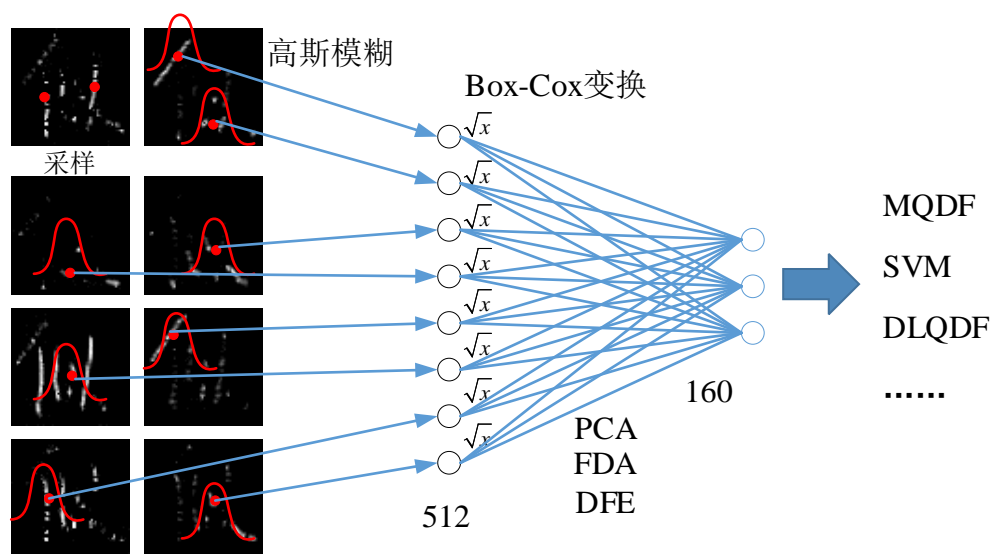 高斯模糊
Box-Cox变换
采样
√x
√x
√x
√x
√x
√x
√x
√x
512
PCA
FDA
DFE
160
MQDF
SVM
DLQDF
……